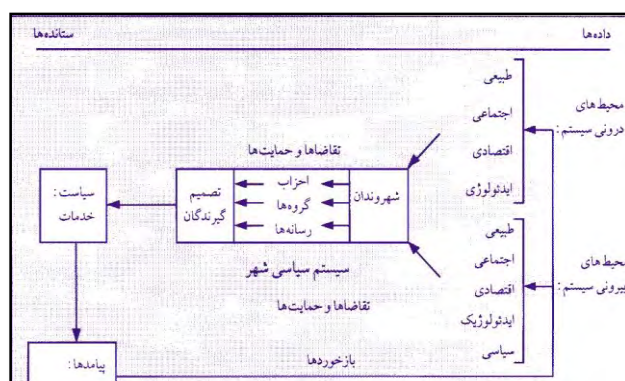 داده‌ها
ستانده‌ها
محیط‌های
درونی سیستم:
طبیعی
اجتماعی
اقتصادی
ایدئولوژی
تقاضاها و حمایت‌ها
شهروندان
احزاب
گروه‌ها
رسانه‌ها
تصمیم
گیرندگان
سیاست:
خدمات
سیستم سیاسی شهر
تقاضاها و حمایت‌ها
محیط‌های
بیرونی سیستم:
طبیعی
اجتماعی
اقتصادی
ایدئولوژیک
سیاسی
بازخوردها
پیامدها: